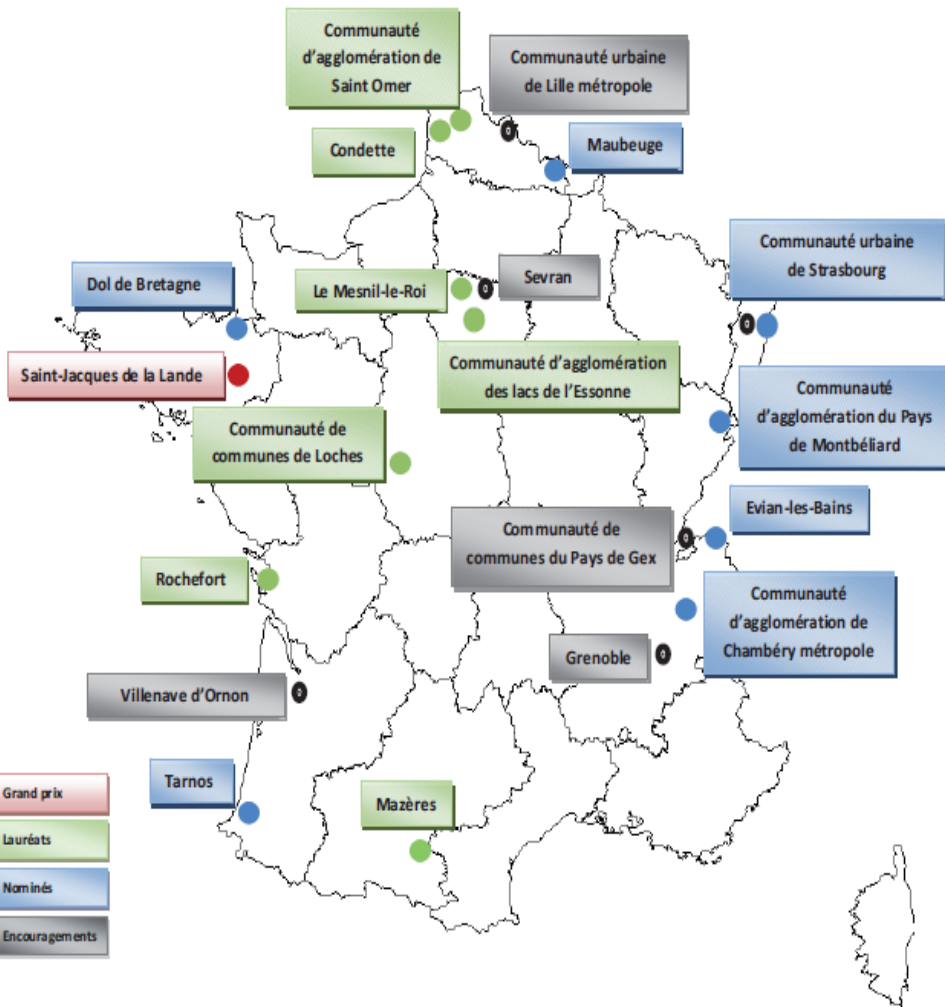 Communauté
d'agglomération de
Saint Omer
Communauté urbaine
de Lille métropole
Condette
Maubeuge
Communauté urbaine
de Strasbourg
Dol de Bretagne
Le Mesnil-le-Roi
Sevran
Saint-Jacques de la Lande
Communauté d'agglomération
des lacs de l'Essonne
Communauté
d'agglomération du Pays
de Montbéliard
Communauté de
communes de Loches
Evian-les-Bains
Communauté de
communes du Pays de Gex
Rochefort
Communauté
d'agglomération de
Chambéry métropole
Grenoble
Villenave d'Ornon
Tarnos
Mazères
Grand prix
Lauréats
Nominés
Encouragements